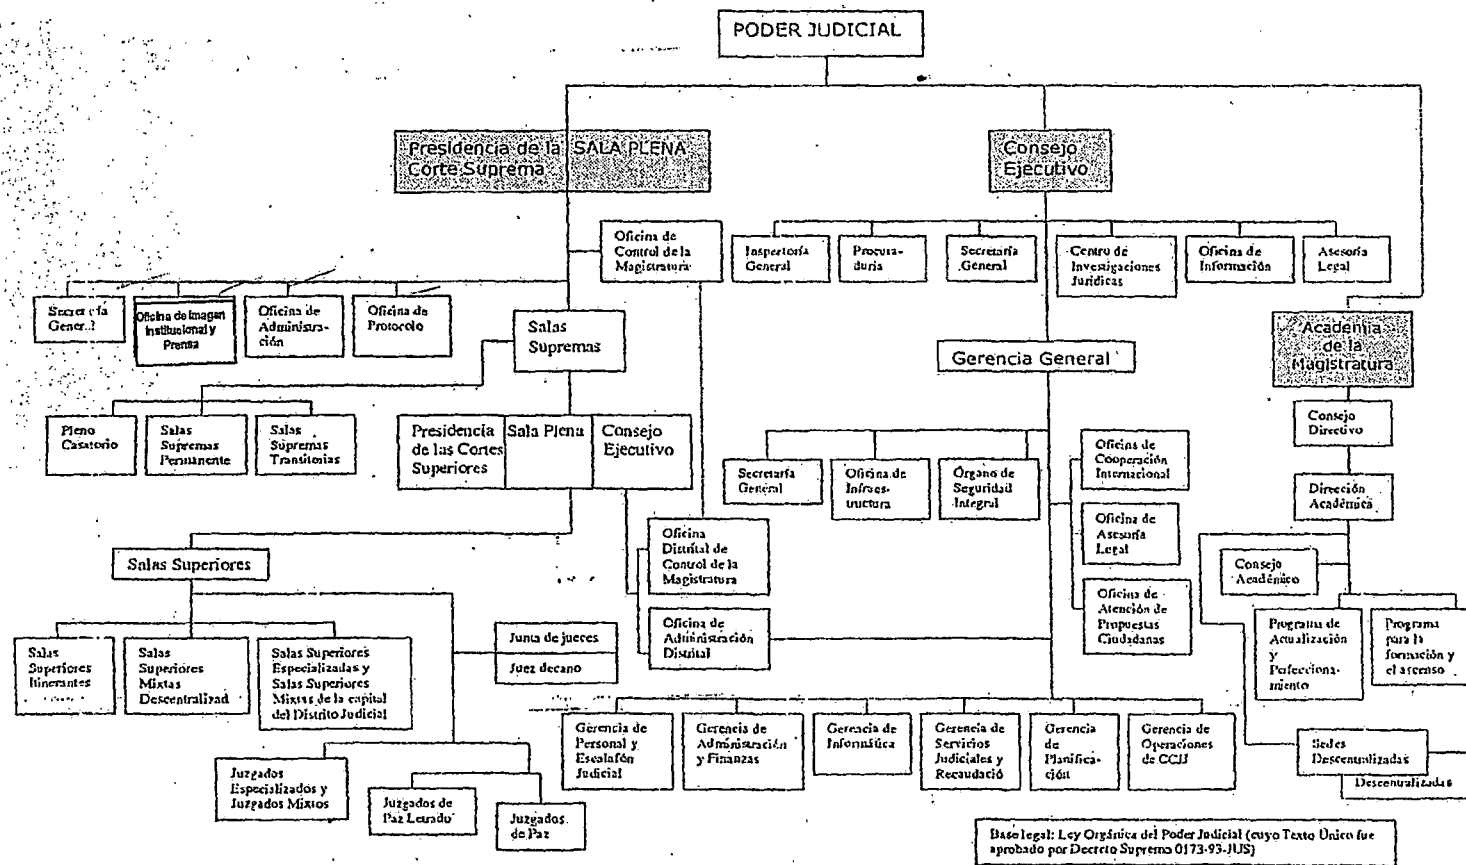 PODER JUDICIAL
Presidencia de la SALA PLENA
Corte Suprema
Consejo
Ejecutivo
Oficina de
Control de la
Magistratura
Inspectoría
General
Procura-
duría
Secretaría
General
Centro de
Investigaciones
Jurídicas
Oficina de
Información
Asesoría
Legal
Oficina de Imagen
Institucional y
Prensa
Oficina de
Administra-
ción
Oficina de
Protocolo
Salas
Supremas
Gerencia General
Academia
de la
Magistratura
Pleno
Casatorio
Salas
Supremas
Permanente
Salas
Supremas
Transitorias
Presidencia
de las Cortes
Superiores
Sala Plena
Consejo
Ejecutivo
Consejo
Directivo
Secretaría
General
Oficina de
Infraes-
tructura
Órgano de
Seguridad
Integral
Oficina de
Cooperación
Internacional
Dirección
Académica
Oficina
Distrital de
Control de la
Magistratura
Oficina de
Asesoría
Legal
Salas Superiores
Consejo
Académico
Oficina de
Atención de
Propuestas
Ciudadanas
Oficina de
Administración
Distrital
Programa de
Actualización
y
Perfecciona-
miento
Programa
para la
formación y
el ascenso
Salas
Superiores
Itinerantes
Salas
Superiores
Mixtas
Descentralizad
Salas Superiores
Especializadas y
Salas Superiores
Mixtas de la capital
del Distrito Judicial
Junta de jueces
Juez decano
Gerencia de
Personal y
Escalafón
Judicial
Gerencia de
Administración
y Finanzas
Gerencia de
Informática
Gerencia de
Servicios
Judiciales y
Recaudació
Gerencia
de
Planifica-
ción
Gerencia de
Operaciones
de CCJJ
Sedes
Descentralizadas
Descentralizadas
Juzgados
Especializados y
Juzgados Mixtos
Juzgados de
Paz Letrado
Juzgados
de Paz
Base legal: Ley Orgánica del Poder Judicial (cuyo Texto Único fue
aprobado por Decreto Supremo 0173-93-JUS)